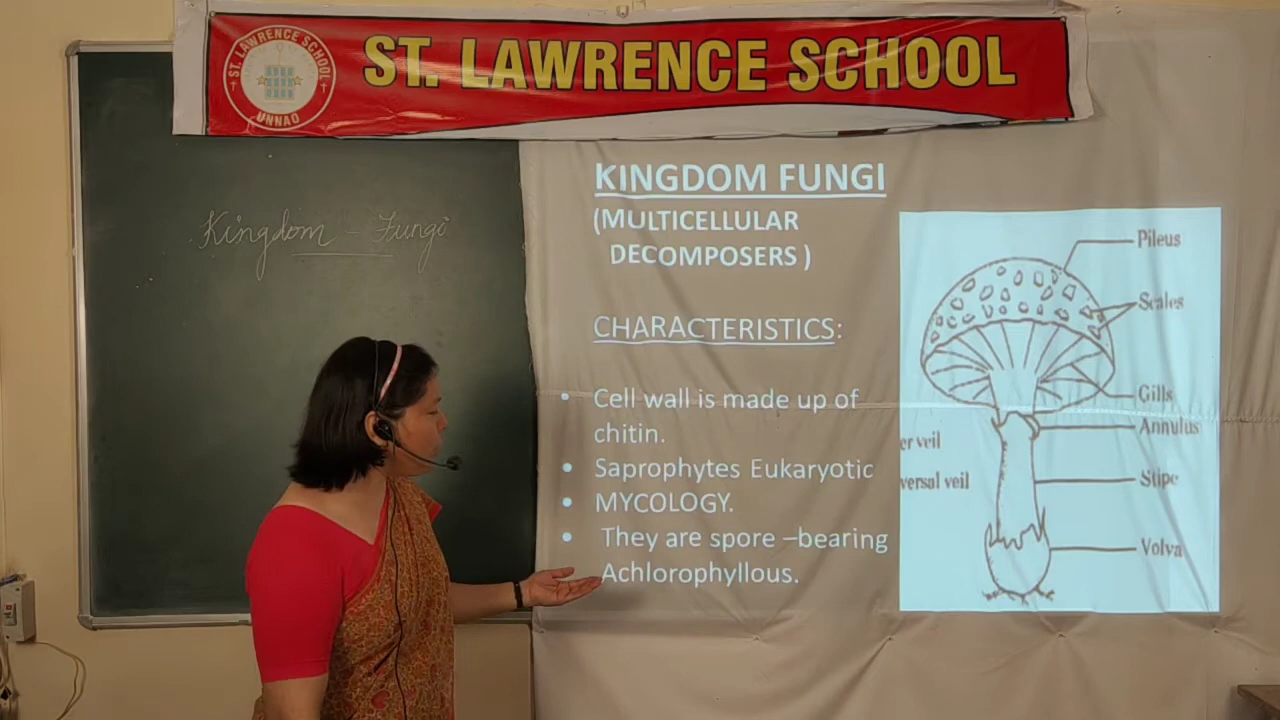 ST. LAWRENCE SCHOOL
UNNAO
ST. LAWRENCE SCHOOL
Kingdom - Fungi
KINGDOM FUNGI
(MULTICELLULAR
DECOMPOSERS )
CHARACTERISTICS:
• Cell wall is made up of
chitin.
• Saprophytes Eukaryotic
• MYCOLOGY.
• They are spore –bearing
Achlorophyllous.
Pileus
Scales
Gills
Annulus
er veil
versal veil
Stipe
Volva